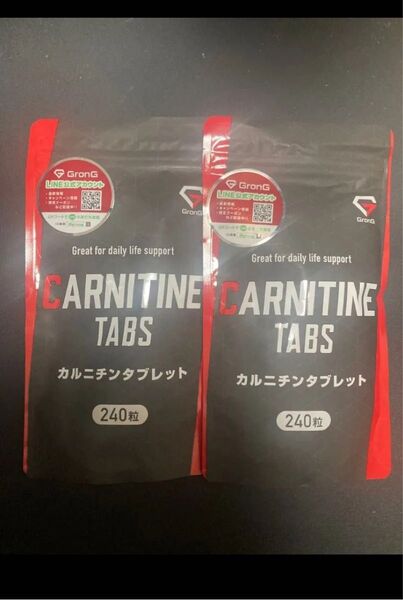 GronG
LINE公式アカウント
GronG
Great for daily life support
CARNITINE
TABS
カルニチンタブレット
240粒
GronG
LINE公式アカウント
GronG
Great for daily life support
CARNITINE
TABS
カルニチンタブレット
240粒